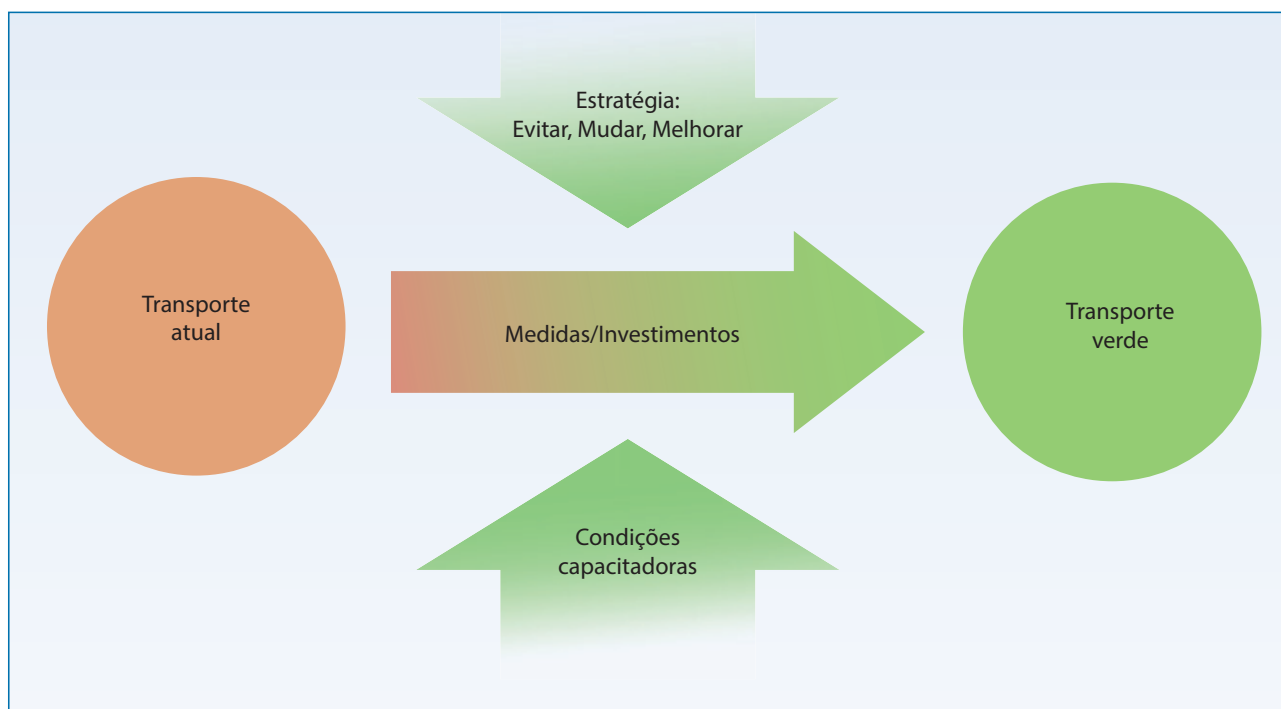 Estratégia:
Evitar, Mudar, Melhorar
Transporte
atual
Medidas/Investimentos
Transporte
verde
Condições
capacitadoras